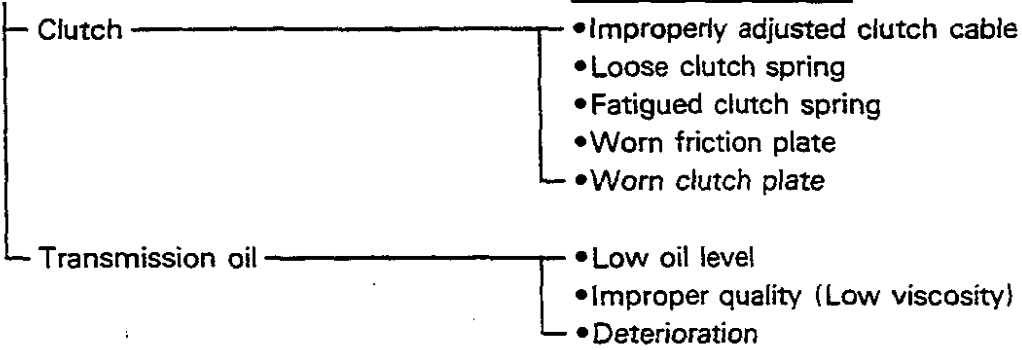 Clutch •Improperly adjusted clutch cable
•Loose clutch spring
•Fatigued clutch spring
•Worn friction plate
•Worn clutch plate
Transmission oil •Low oil level
•Improper quality (Low viscosity)
•Deterioration